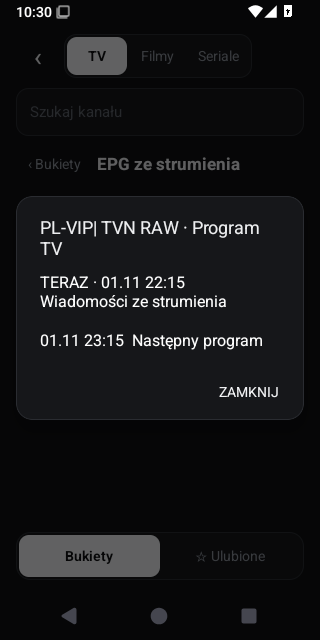 10:30
TV Filmy Seriale
Szukaj kanału
‹ Bukiety EPG ze strumienia
PL-VIP| TVN RAW · Program
TV
TERAZ · 01.11 22:15
Wiadomości ze strumienia
01.11 23:15 Następny program
ZAMKNIJ
Bukiety ☆ Ulubione